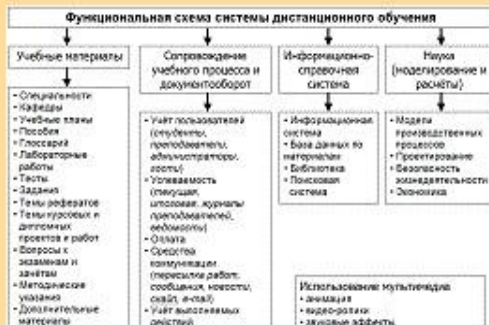 Функциональная схема системы дистанционного обучения
Учебные материалы
• Специальности
• Кафедры
• Учебные планы
• Пособия
• Глоссарий
• Лабораторные
работы
• Тесты
• Задания
• Темы рефератов
• Темы курсовых и
дипломных
проектов и работ
• Вопросы к
экзаменам и
зачётам
• Методические
указания
• Дополнительные
материалы
Сопровождение
учебного процесса и
документооборот
• Учёт пользователей
(студенты,
преподаватели,
администраторы,
гости)
• Успеваемость
(текущая,
итоговая, журналы
преподавателей,
ведомости)
• Оплата
• Средства
коммуникации
(пересылка работ,
сообщения, новости,
скайп, e-mail)
• Учёт выполняемых
действий
Информационно-
справочная
система
• Информационная
система
• База данных по
материалам
• Библиотека
• Поисковая
система
Наука
(моделирование и
расчёты)
• Модели
производственных
процессов
• Проектирование
• Безопасность
жизнедеятельности
• Экономика
Использование мультимедиа
• анимация
• видео-ролики
• звуковые эффекты